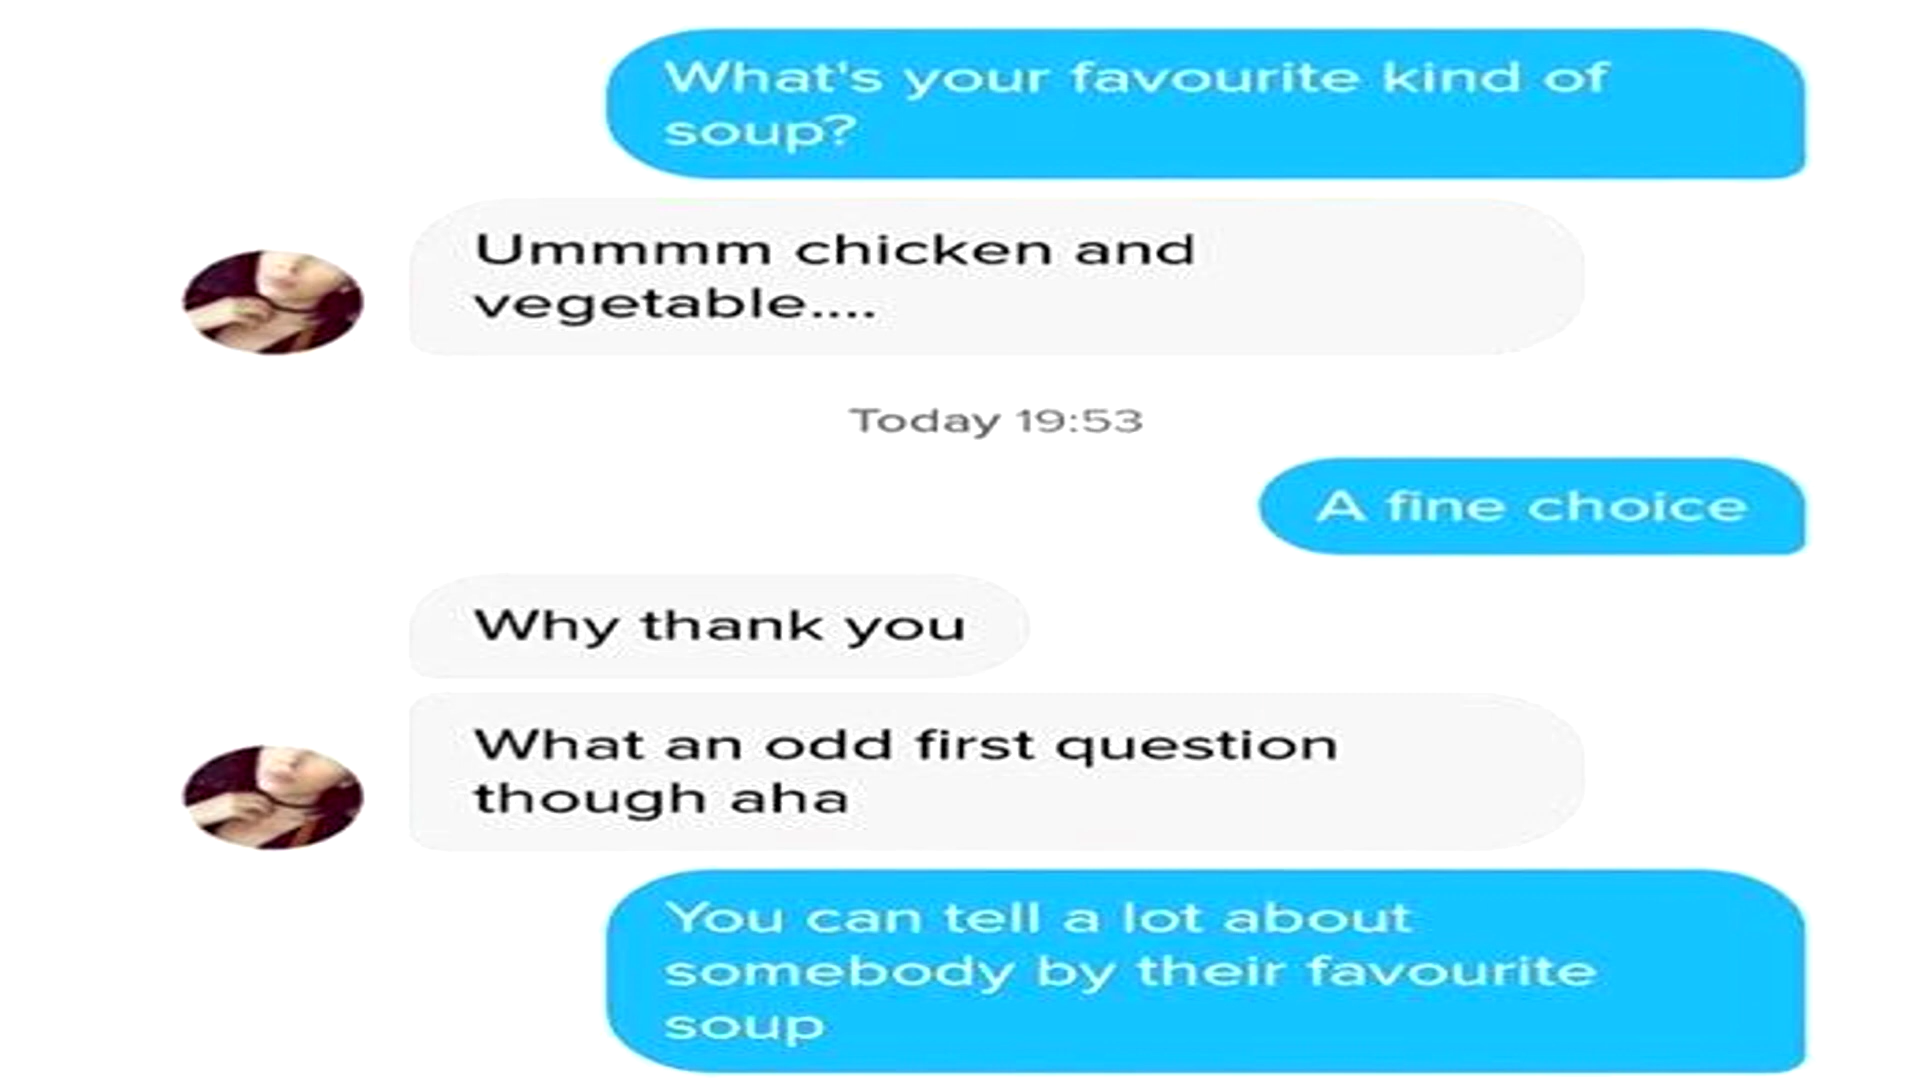 What's your favourite kind of
soup?
Ummmm chicken and
vegetable....
Today 19:53
A fine choice
Why thank you
What an odd first question
though aha
You can tell a lot about
somebody by their favourite
soup